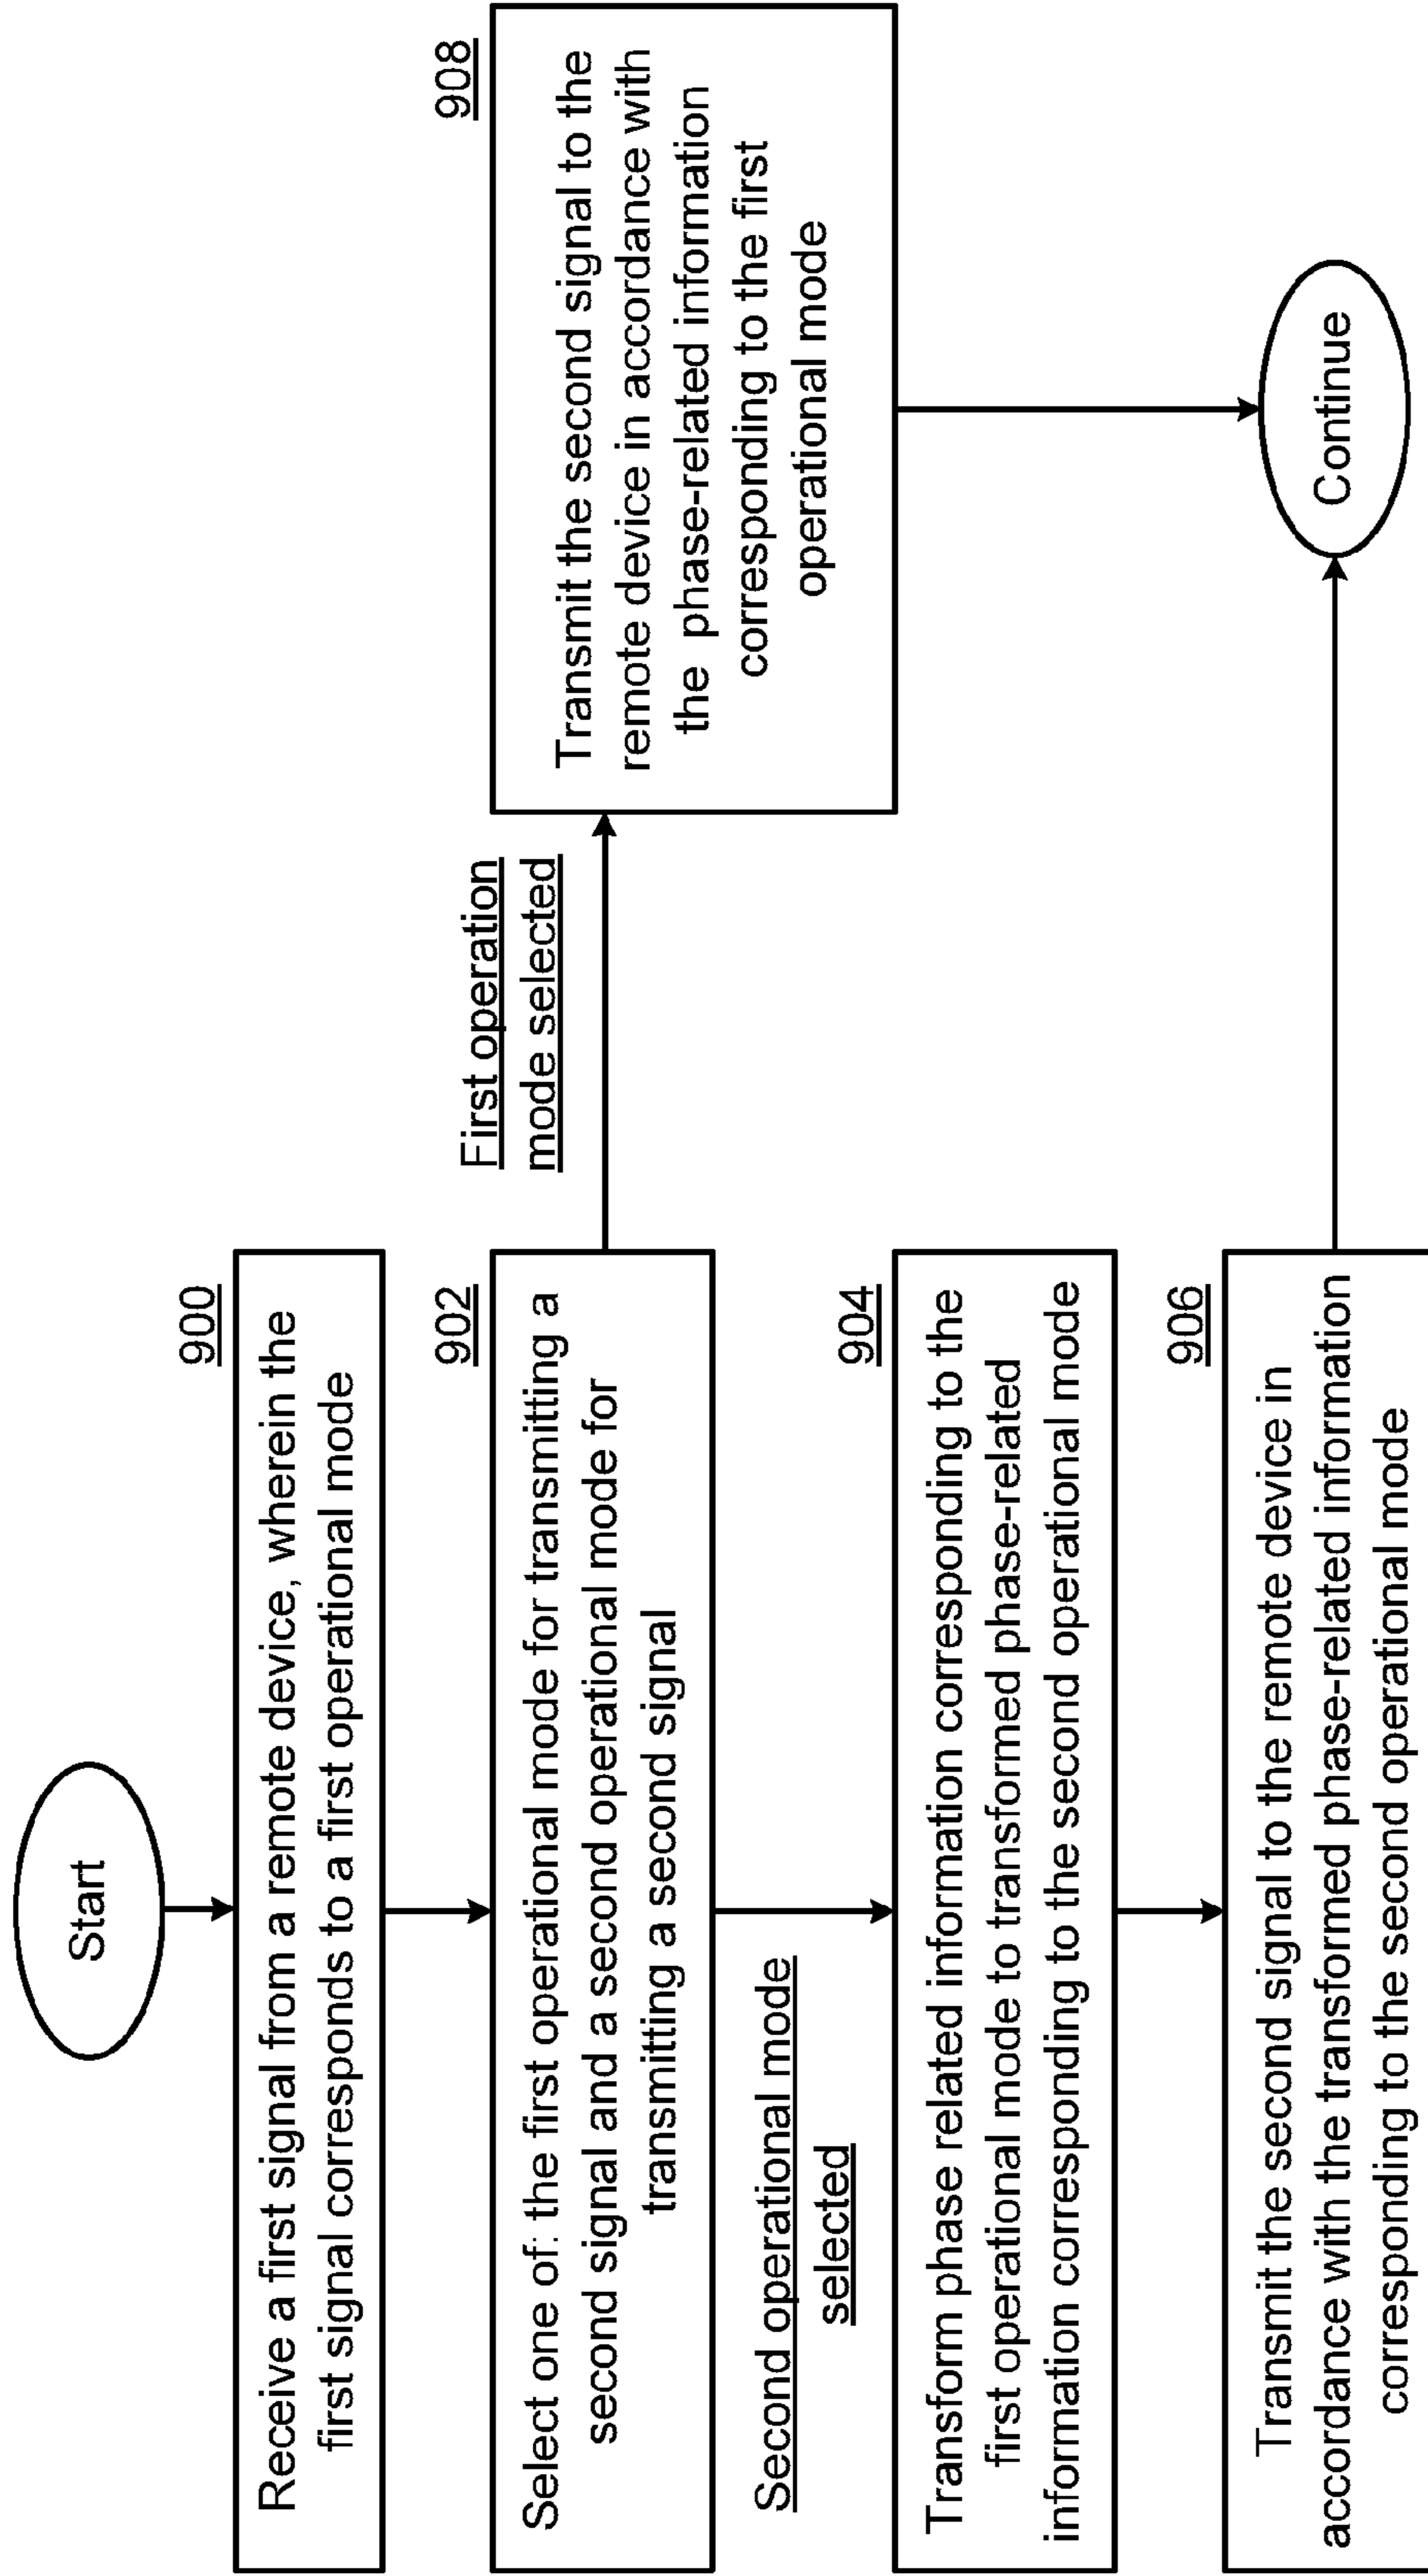 Start
900
Receive a first signal from a remote device, wherein the
first signal corresponds to a first operational mode
902
Select one of: the first operational mode for transmitting a
second signal and a second operational mode for
transmitting a second signal
First operation
mode selected
908
Transmit the second signal to the
remote device in accordance with
the phase-related information
corresponding to the first
operational mode
Second operational mode
selected
904
Transform phase related information corresponding to the
first operational mode to transformed phase-related
information corresponding to the second operational mode
906
Transmit the second signal to the remote device in
accordance with the transformed phase-related information
corresponding to the second operational mode
Continue